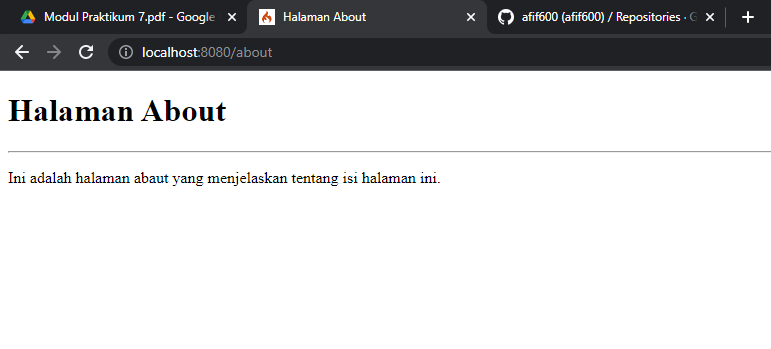 Modul Praktikum 7.pdf - Google
Halaman About
afif600 (afif600) / Repositories · G
localhost:8080/about
Halaman About
Ini adalah halaman abaut yang menjelaskan tentang isi halaman ini.